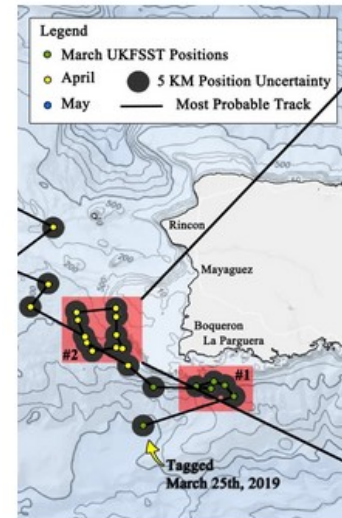 Legend
March UKFSST Positions
April
5 KM Position Uncertainty
May
Most Probable Track
Rincon
Mayaguez
Boqueron
La Parguera
#2
#1
Tagged
March 25th, 2019